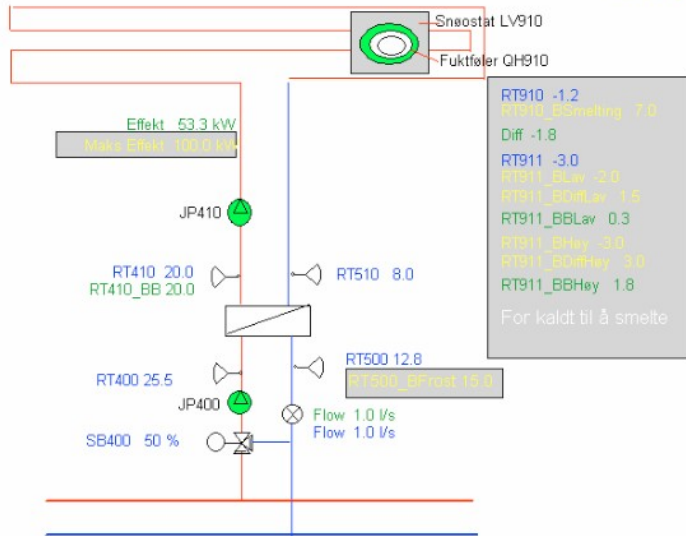 Snøostat LV910
Fuktføler QH910
RT910 -1.2
RT910_BSmelting 7.0
Diff -1.8
RT911 -3.0
RT911_BLav -2.0
RT911_BDiffLav 1.5
RT911_BBLav 0.3
RT911_BHøy -3.0
RT911_BDiffHøy 3.0
RT911_BBHøy 1.8
For kaldt til å smelte
Effekt 53.3 kW
Maks Effekt 100.0 kW
JP410
RT410 20.0
RT410_BB 20.0
RT510 8.0
RT400 25.5
RT500 12.8
RT500_BFrost 15.0
JP400
Flow 1.0 l/s
Flow 1.0 l/s
SB400 50 %